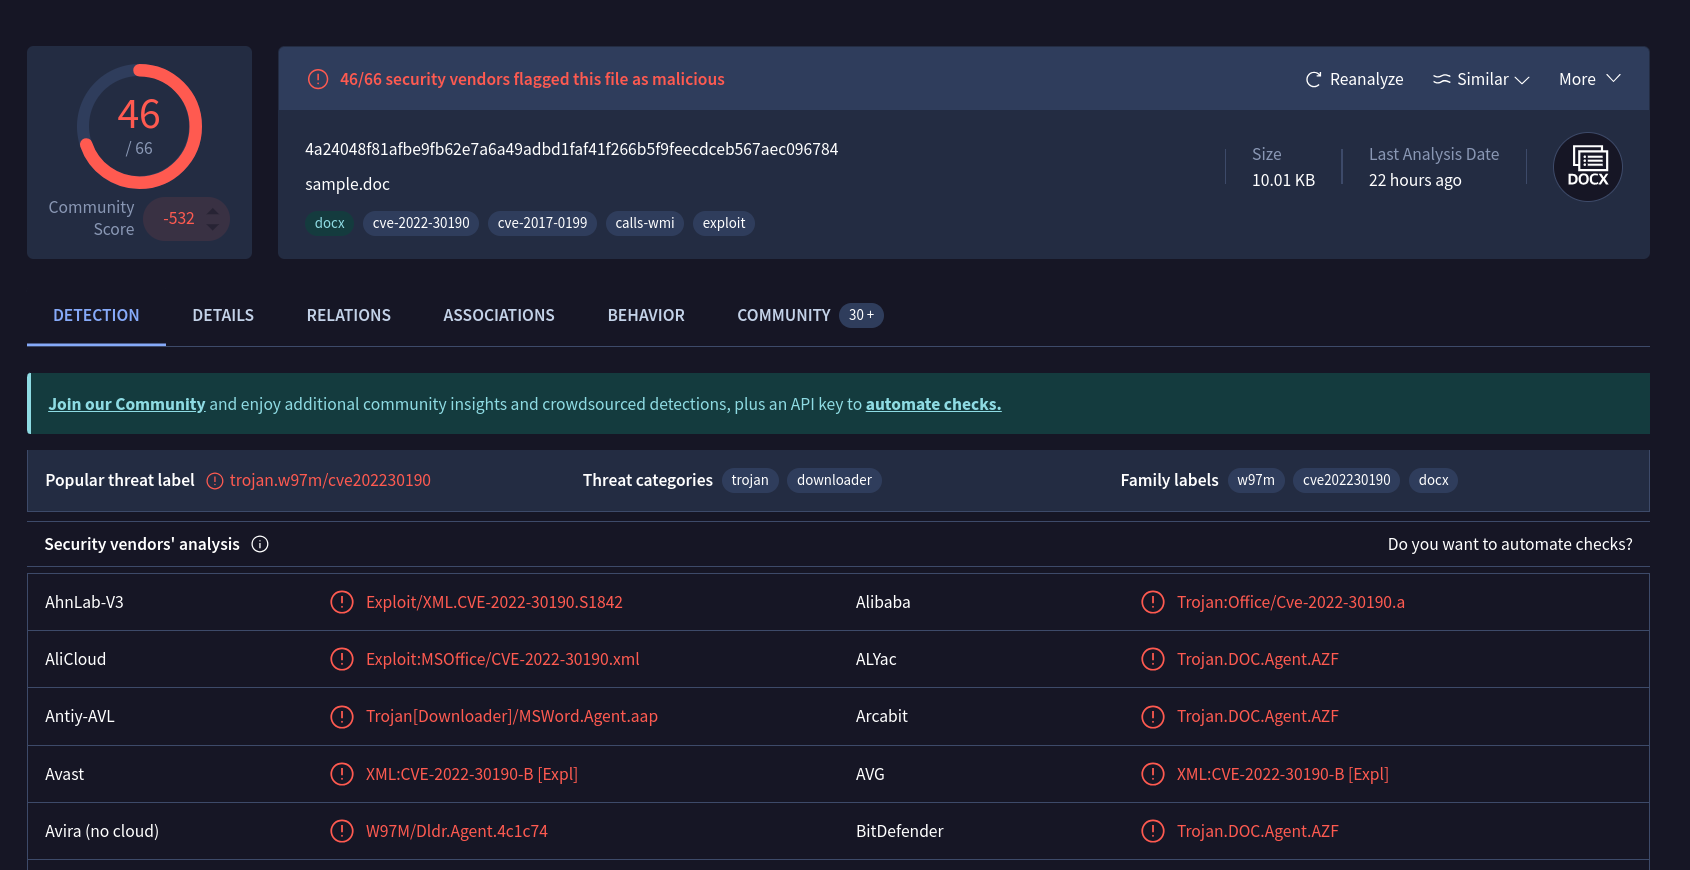 46
/ 66
Community
Score
-532
46/66 security vendors flagged this file as malicious
Reanalyze
Similar
More
4a24048f81afbe9fb62e7a6a49adbd1faf41f266b5f9feecdceb567aec096784
sample.doc
docx cve-2022-30190 cve-2017-0199 calls-wmi exploit
Size
10.01 KB
Last Analysis Date
22 hours ago
DOCX
DETECTION DETAILS RELATIONS ASSOCIATIONS BEHAVIOR COMMUNITY 30 +
Join our Community and enjoy additional community insights and crowdsourced detections, plus an API key to automate checks.
Popular threat label trojan.w97m/cve202230190 Threat categories trojan downloader Family labels w97m cve202230190 docx
Security vendors' analysis Do you want to automate checks?
AhnLab-V3 Exploit/XML.CVE-2022-30190.S1842 Alibaba Trojan:Office/Cve-2022-30190.a
AliCloud Exploit:MSOffice/CVE-2022-30190.xml ALYac Trojan.DOC.Agent.AZF
Antiy-AVL Trojan[Downloader]/MSWord.Agent.aap Arcabit Trojan.DOC.Agent.AZF
Avast XML:CVE-2022-30190-B [Expl] AVG XML:CVE-2022-30190-B [Expl]
Avira (no cloud) W97M/Dldr.Agent.4c1c74 BitDefender Trojan.DOC.Agent.AZF